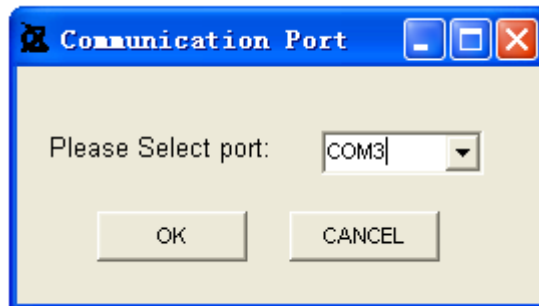 Communication Port
Please Select port:
COM3
OK
CANCEL